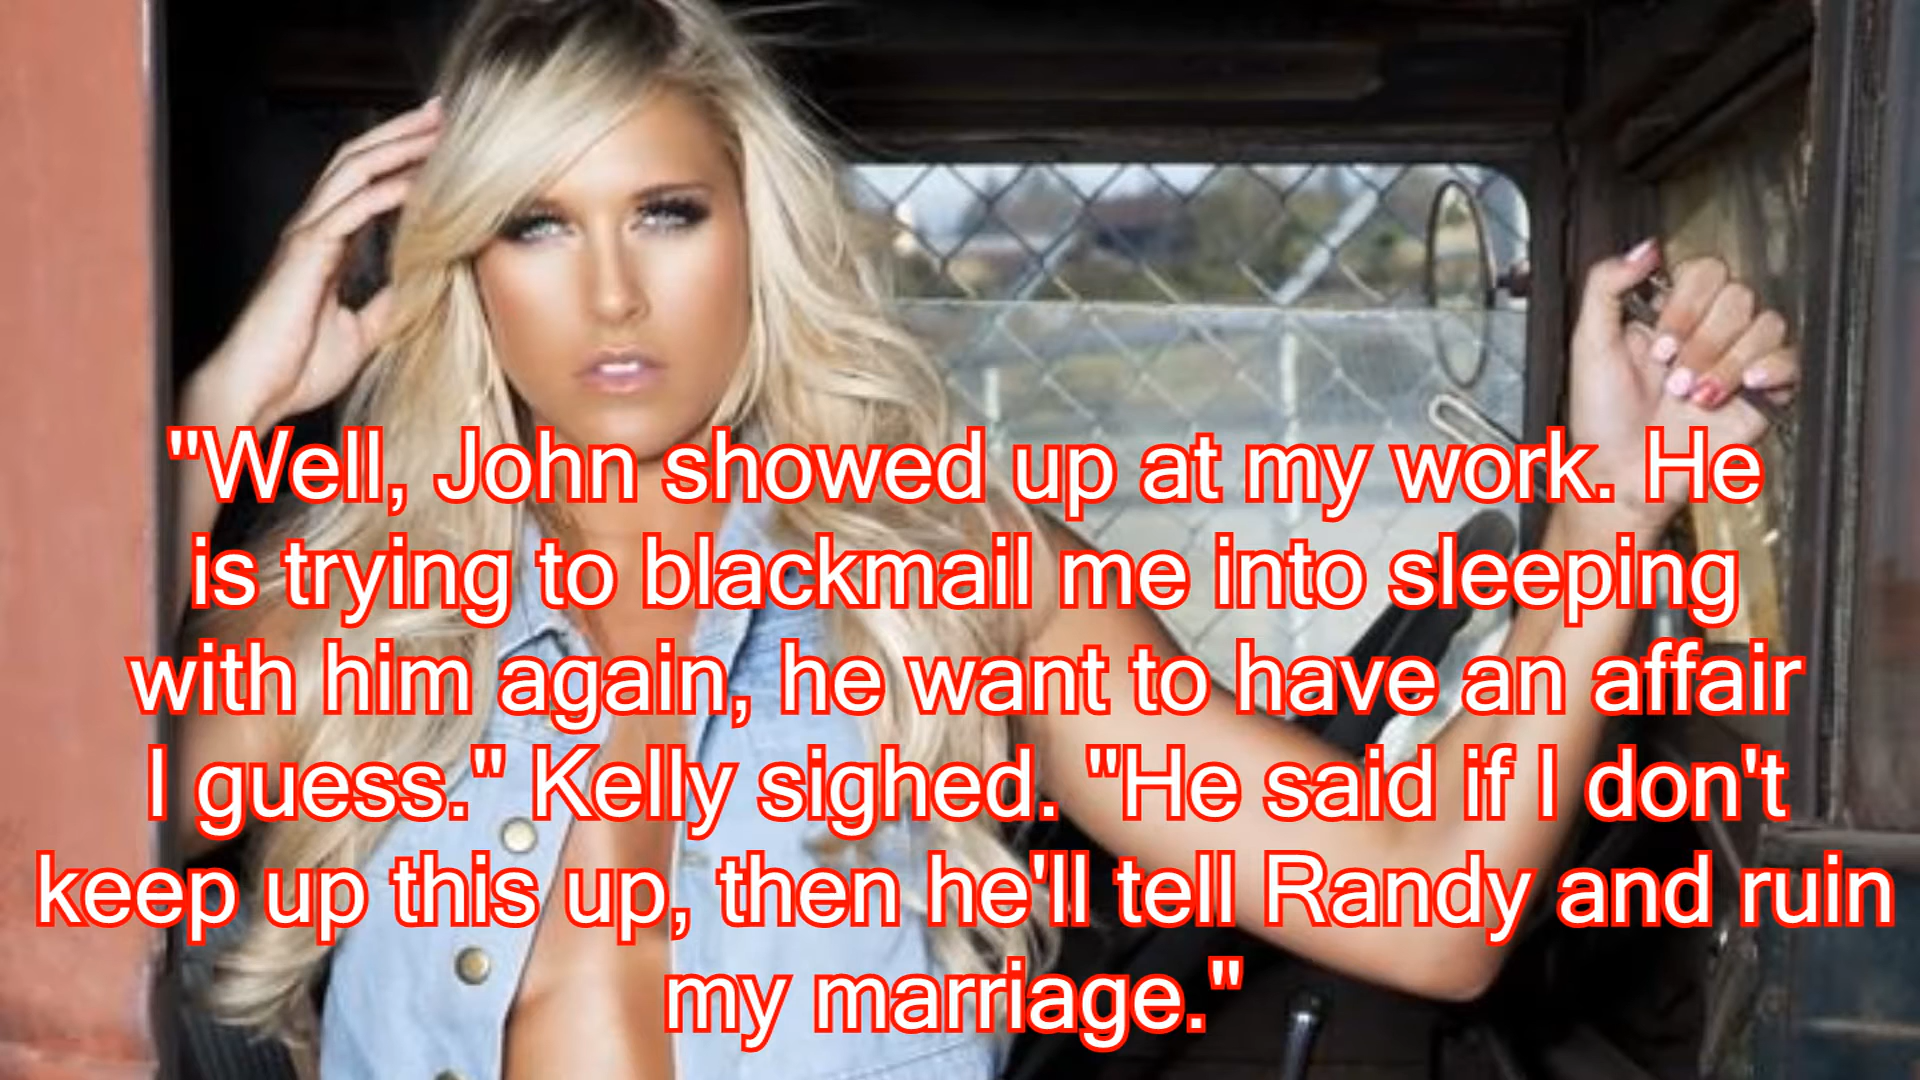 "Well, John showed up at my work. He
is trying to blackmail me into sleeping
with him again, he want to have an affair
I guess." Kelly sighed. "He said if I don't
keep up this up, then he'll tell Randy and ruin
my marriage."